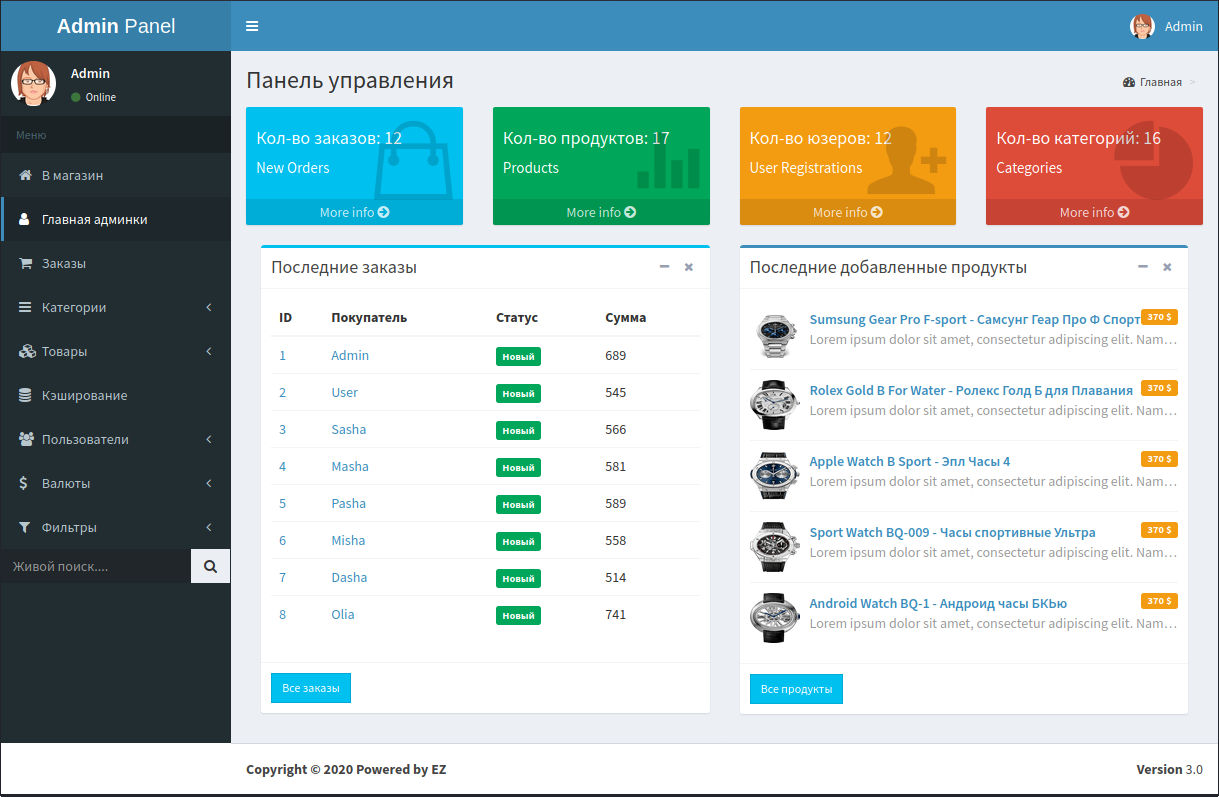 Admin Panel
Admin
Admin
Online
Меню
В магазин
Главная админки
Заказы
Категории
Товары
Кэширование
Пользователи
Валюты
Фильтры
Живой поиск....
Панель управления
Главная >
Кол-во заказов: 12
New Orders
More info
Кол-во продуктов: 17
Products
More info
Кол-во юзеров: 12
User Registrations
More info
Кол-во категорий: 16
Categories
More info
Последние заказы
ID Покупатель Статус Сумма
1 Admin Новый 689
2 User Новый 545
3 Sasha Новый 566
4 Masha Новый 581
5 Pasha Новый 589
6 Misha Новый 558
7 Dasha Новый 514
8 Olia Новый 741
Все заказы
Последние добавленные продукты
Sumsung Gear Pro F-sport - Самсунг Геар Про Ф Спорт 370 $
Lorem ipsum dolor sit amet, consectetur adipiscing elit. Nam…
Rolex Gold B For Water - Ролекс Голд Б для Плавания 370 $
Lorem ipsum dolor sit amet, consectetur adipiscing elit. Nam…
Apple Watch B Sport - Эпл Часы 4 370 $
Lorem ipsum dolor sit amet, consectetur adipiscing elit. Nam…
Sport Watch BQ-009 - Часы спортивные Ультра 370 $
Lorem ipsum dolor sit amet, consectetur adipiscing elit. Nam…
Android Watch BQ-1 - Андроид часы БКЬю 370 $
Lorem ipsum dolor sit amet, consectetur adipiscing elit. Nam…
Все продукты
Copyright © 2020 Powered by EZ
Version 3.0